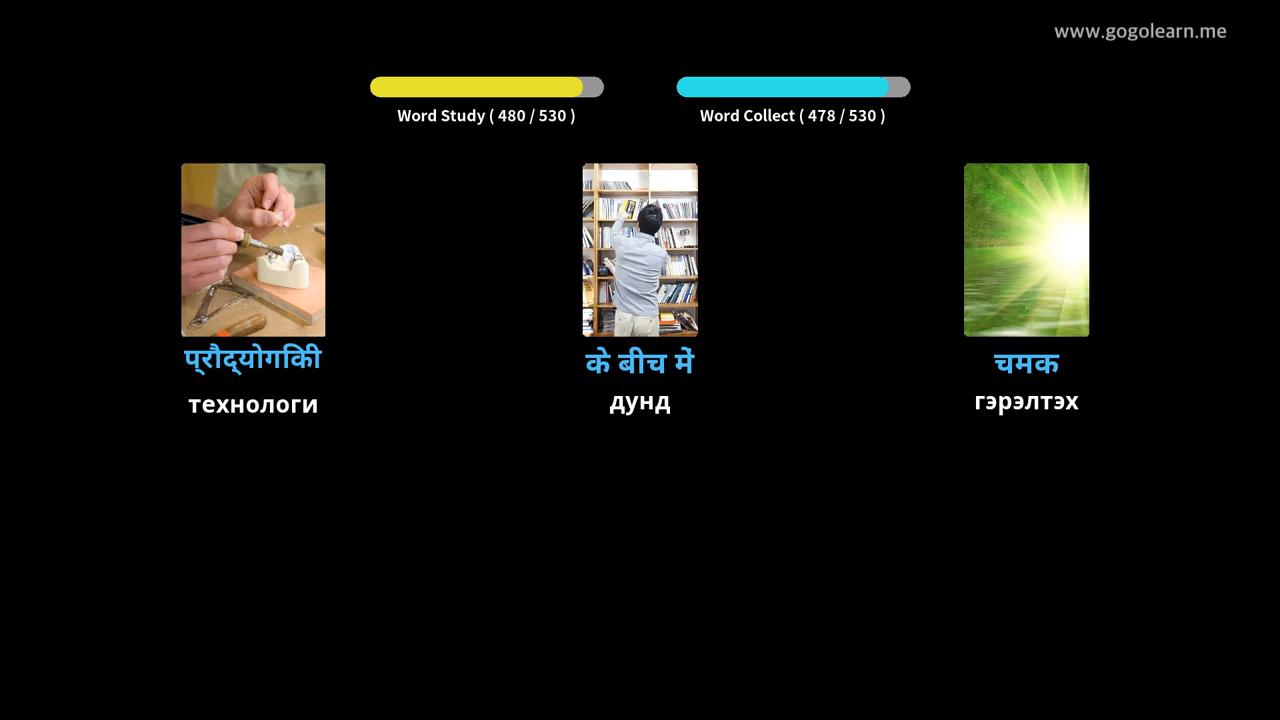 www.gogolearn.me
Word Study ( 480 / 530 )
Word Collect ( 478 / 530 )
प्रौद्योगिकी
के बीच में
चमक
технологи
дунд
гэрэлтэх